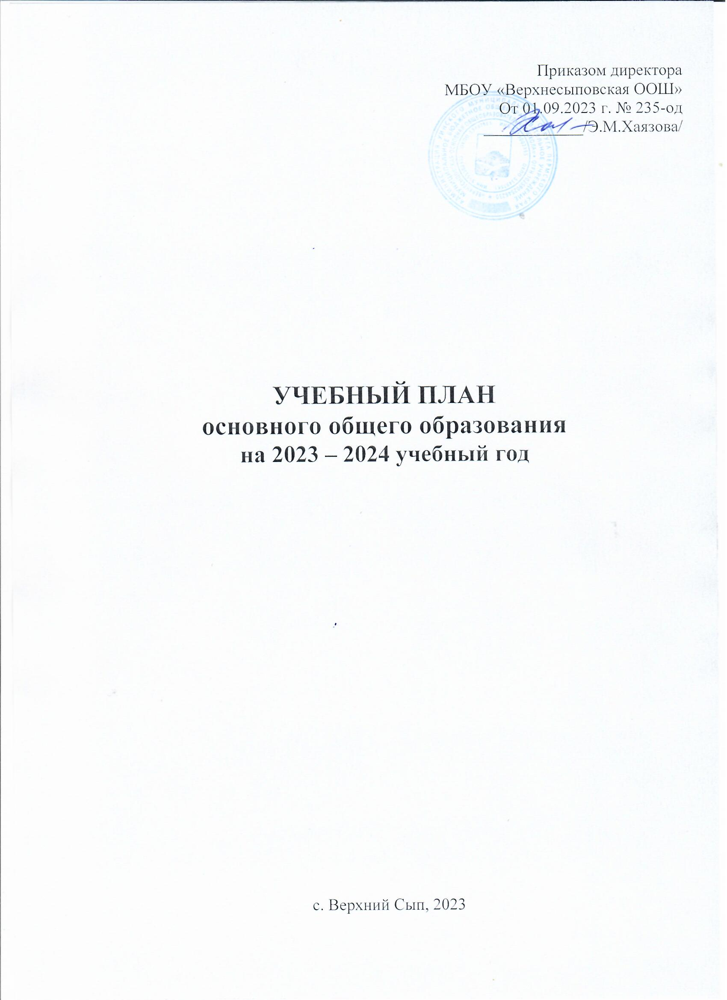 Приказом директора
МБОУ «Верхнесыповская ООШ»
От 01.09.2023 г. № 235-од
/Э.М.Хаязова/
УЧЕБНЫЙ ПЛАН
основного общего образования
на 2023 – 2024 учебный год
с. Верхний Сып, 2023